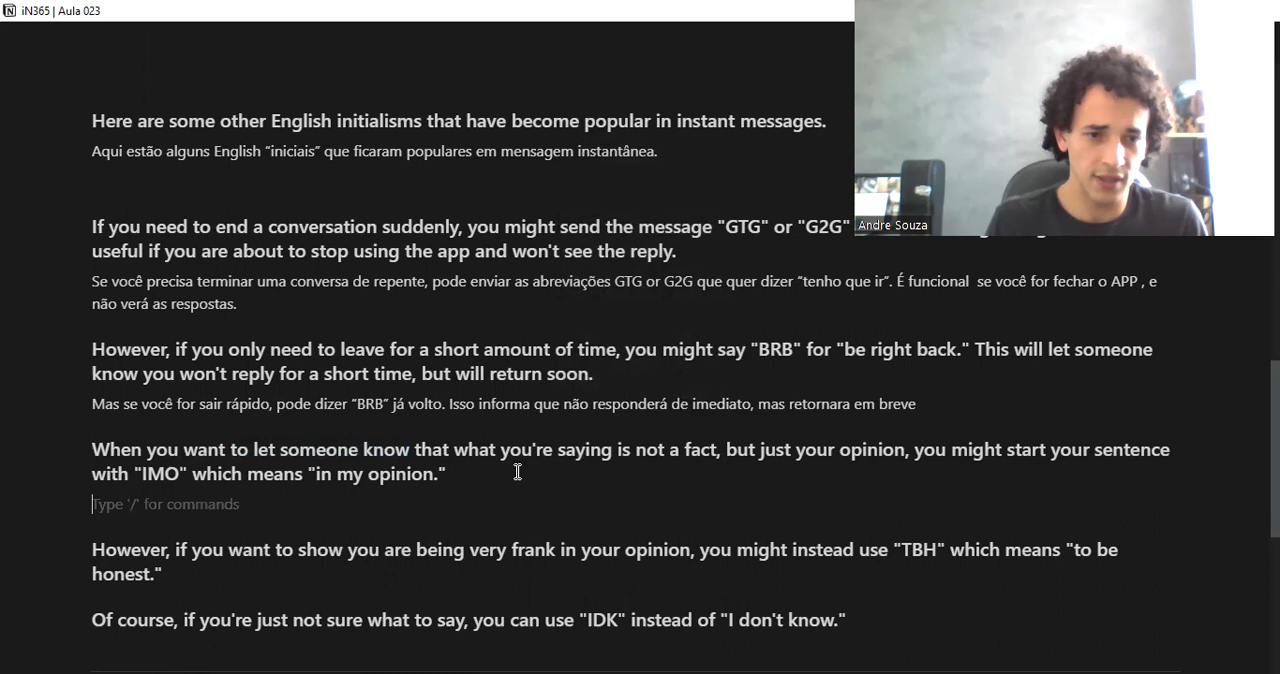 iN365 | Aula 023
Here are some other English initialisms that have become popular in instant messages.
Aqui estão alguns English “iniciais” que ficaram populares em mensagem instantânea.
If you need to end a conversation suddenly, you might send the message "GTG" or "G2G"
Andre Souza
useful if you are about to stop using the app and won't see the reply.
Se você precisa terminar uma conversa de repente, pode enviar as abreviações GTG or G2G que quer dizer “tenho que ir”. É funcional  se você for fechar o APP , e
não verá as respostas.
However, if you only need to leave for a short amount of time, you might say "BRB" for "be right back." This will let someone
know you won't reply for a short time, but will return soon.
Mas se você for sair rápido, pode dizer “BRB” já volto. Isso informa que não responderá de imediato, mas retornara em breve
When you want to let someone know that what you're saying is not a fact, but just your opinion, you might start your sentence
with "IMO" which means "in my opinion."
Type '/' for commands
However, if you want to show you are being very frank in your opinion, you might instead use "TBH" which means "to be
honest."
Of course, if you're just not sure what to say, you can use "IDK" instead of "I don't know."